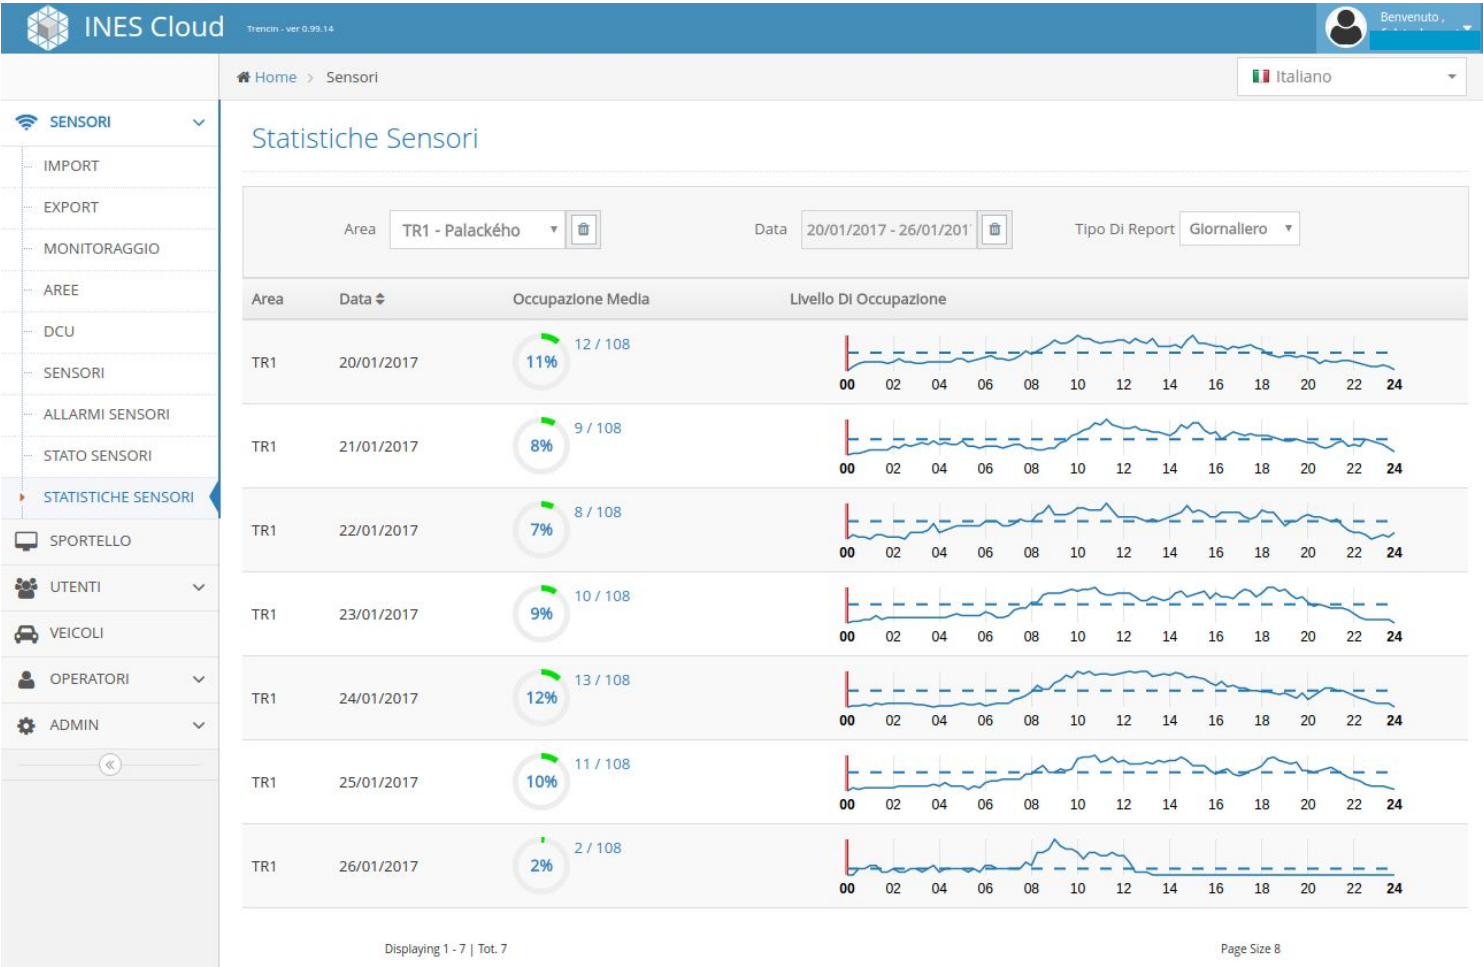 INES Cloud Trencin - ver 0.99.14
Benvenuto ,
Home > Sensori
Italiano
SENSORI
IMPORT
EXPORT
MONITORAGGIO
AREE
DCU
SENSORI
ALLARMI SENSORI
STATO SENSORI
STATISTICHE SENSORI
SPORTELLO
UTENTI
VEICOLI
OPERATORI
ADMIN
Statistiche Sensori
Area TR1 - Palackého Data 20/01/2017 - 26/01/201 Tipo Di Report Giornaliero
Area Data Occupazione Media Livello Di Occupazione
TR1 20/01/2017 11% 12 / 108
00 02 04 06 08 10 12 14 16 18 20 22 24
TR1 21/01/2017 8% 9 / 108
00 02 04 06 08 10 12 14 16 18 20 22 24
TR1 22/01/2017 7% 8 / 108
00 02 04 06 08 10 12 14 16 18 20 22 24
TR1 23/01/2017 9% 10 / 108
00 02 04 06 08 10 12 14 16 18 20 22 24
TR1 24/01/2017 12% 13 / 108
00 02 04 06 08 10 12 14 16 18 20 22 24
TR1 25/01/2017 10% 11 / 108
00 02 04 06 08 10 12 14 16 18 20 22 24
TR1 26/01/2017 2% 2 / 108
00 02 04 06 08 10 12 14 16 18 20 22 24
Displaying 1 - 7 | Tot. 7
Page Size 8